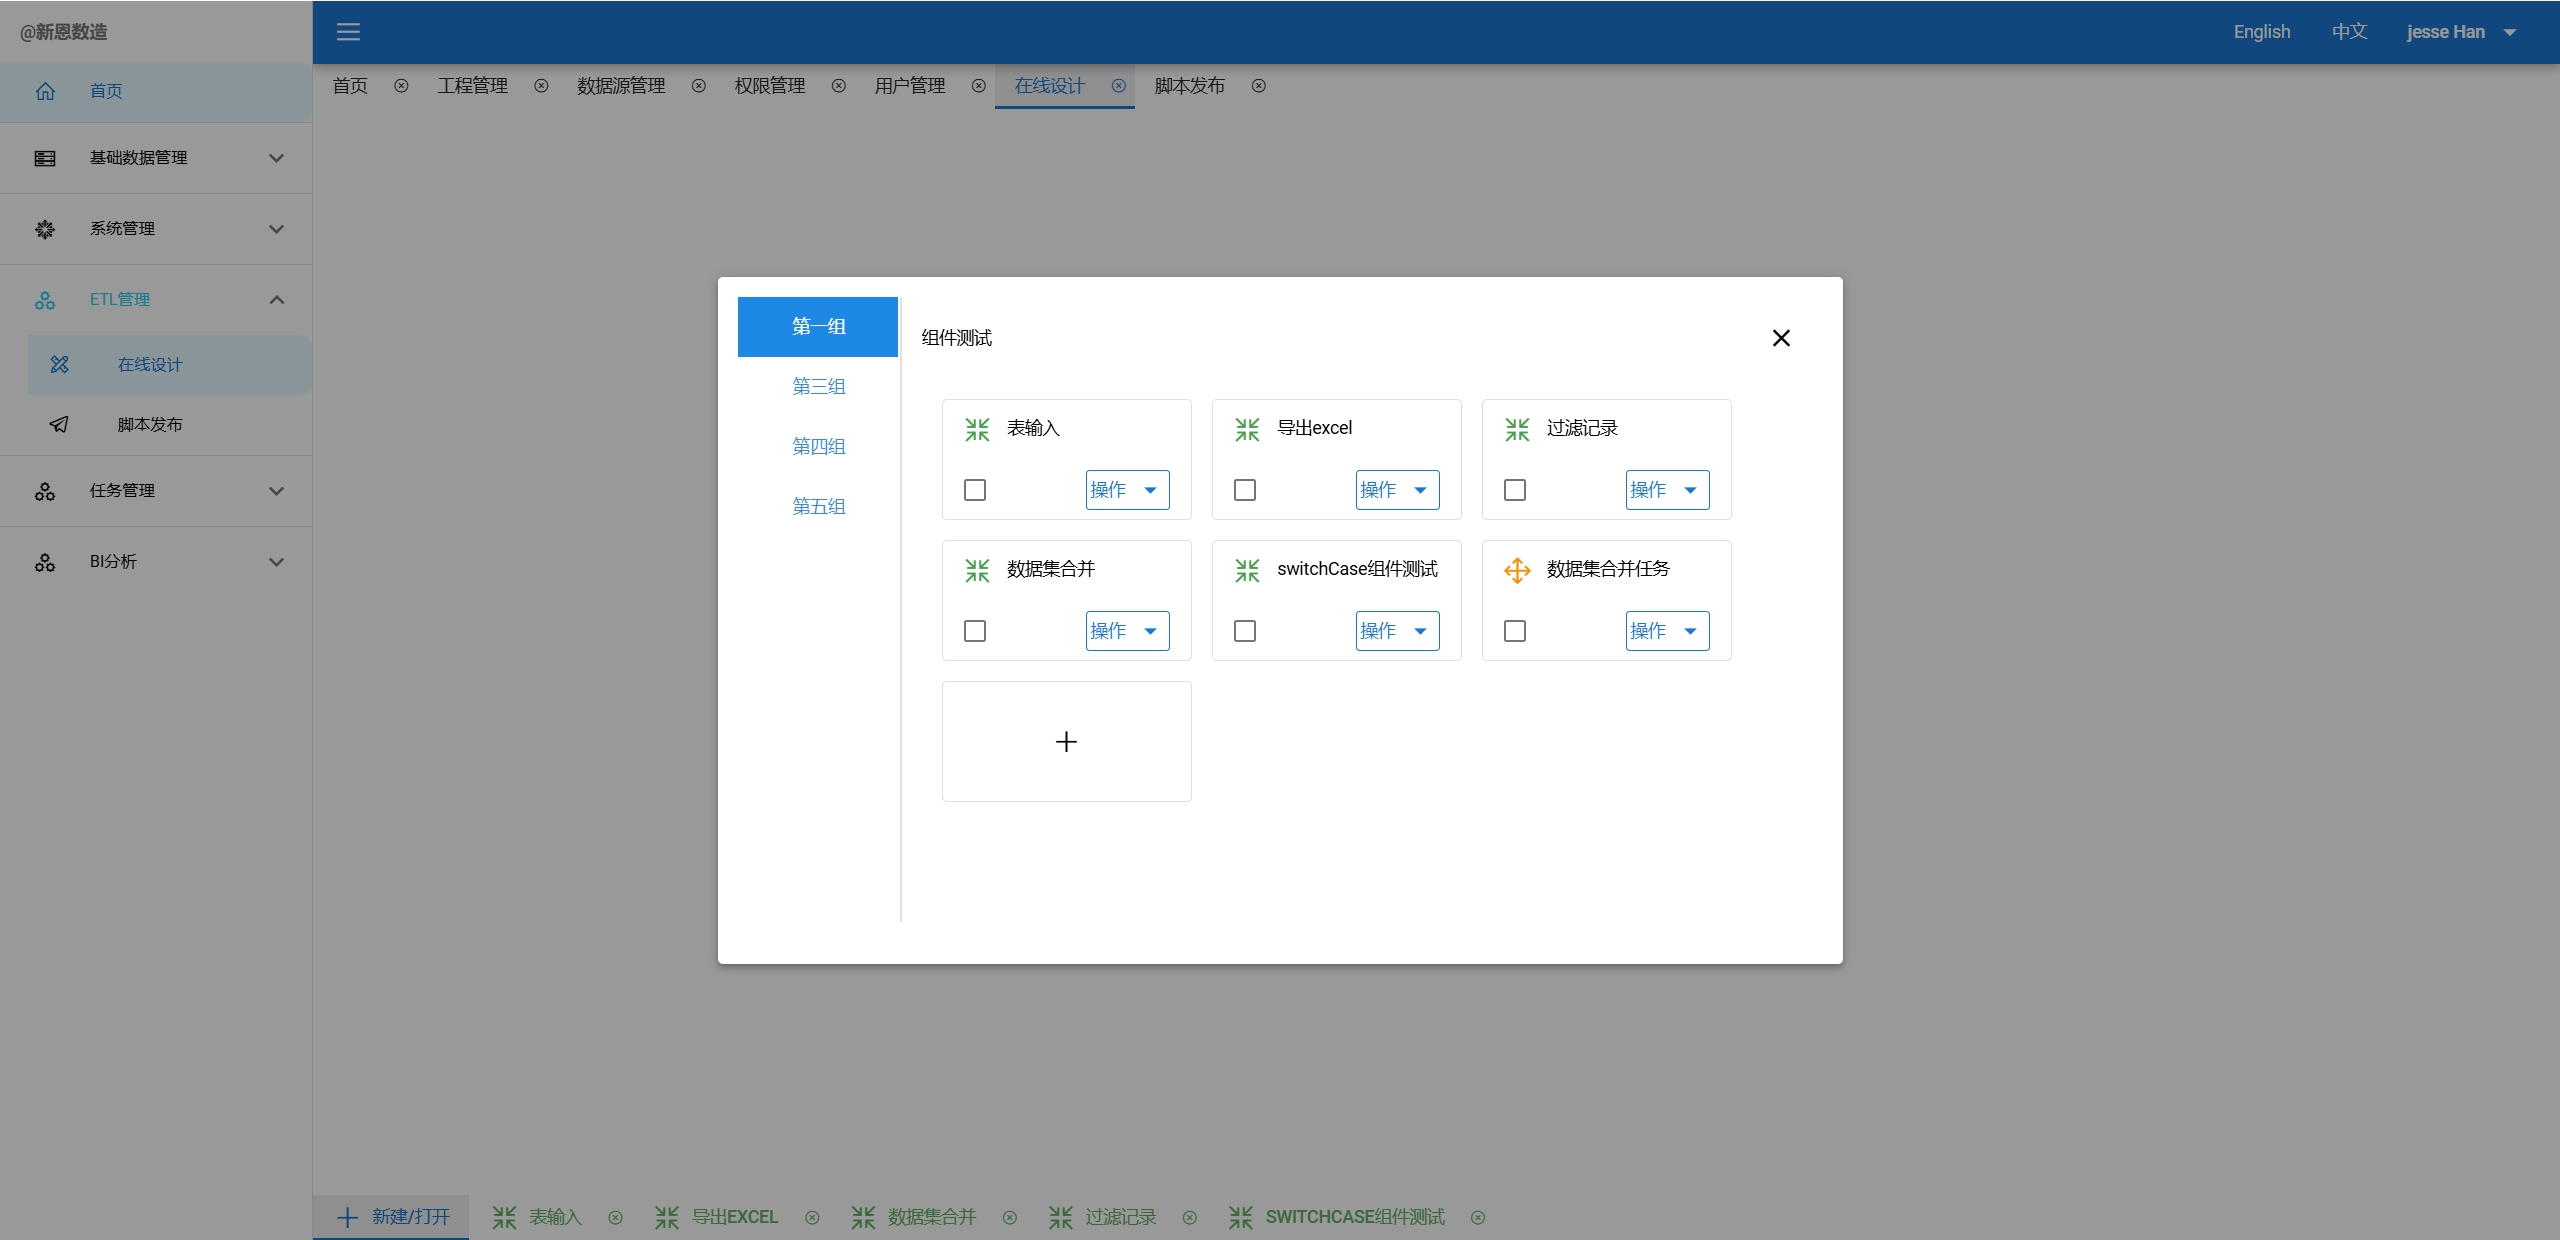 @新恩数造
English 中文 jesse Han
首页
首页 工程管理 数据源管理 权限管理 用户管理 在线设计 脚本发布
基础数据管理
系统管理
ETL管理
在线设计
脚本发布
任务管理
BI分析
第一组
第三组
第四组
第五组
组件测试
表输入 导出excel 过滤记录
操作 操作 操作
数据集合并 switchCase组件测试 数据集合并任务
操作 操作 操作
新建/打开 表输入 导出EXCEL 数据集合并 过滤记录 SWITCHCASE组件测试